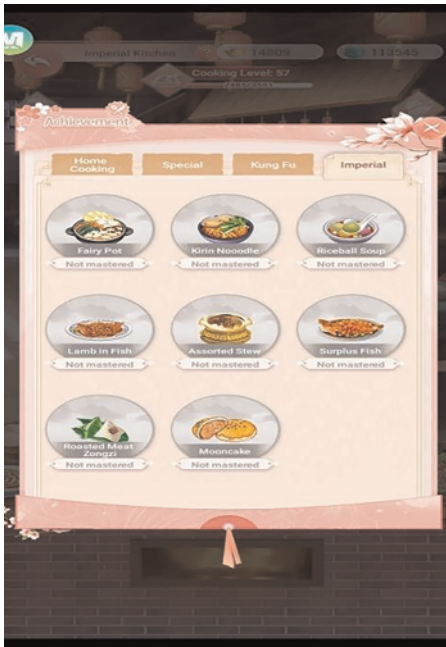 Imperial Kitchen
14809
113545
Cooking Level: 57
Achievement
Home
Cooking
Special
Kung Fu
Imperial
Fairy Pot
Kirin Nooodle
Riceball Soup
Not mastered
Not mastered
Not mastered
Lamb in Fish
Assorted Stew
Surplus Fish
Not mastered
Not mastered
Not mastered
Roasted Meat
Zongzi
Mooncake
Not mastered
Not mastered